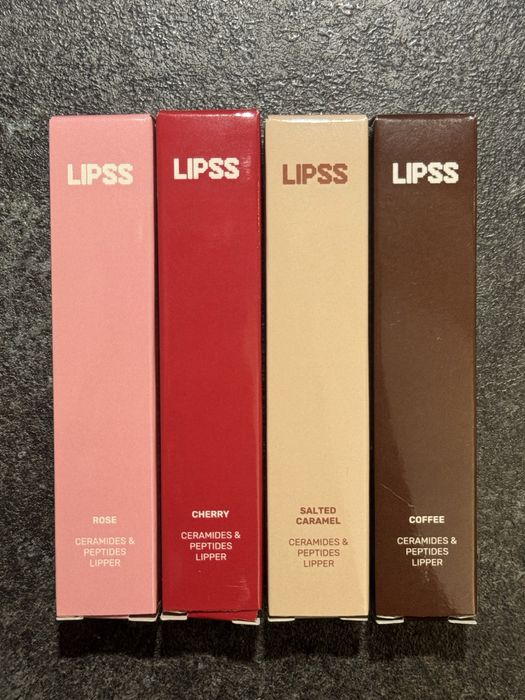 LIPSS
ROSE
CERAMIDES &
PEPTIDES
LIPPER
LIPSS
CHERRY
CERAMIDES &
PEPTIDES
LIPPER
LIPSS
SALTED
CARAMEL
CERAMIDES &
PEPTIDES
LIPPER
LIPSS
COFFEE
CERAMIDES &
PEPTIDES
LIPPER